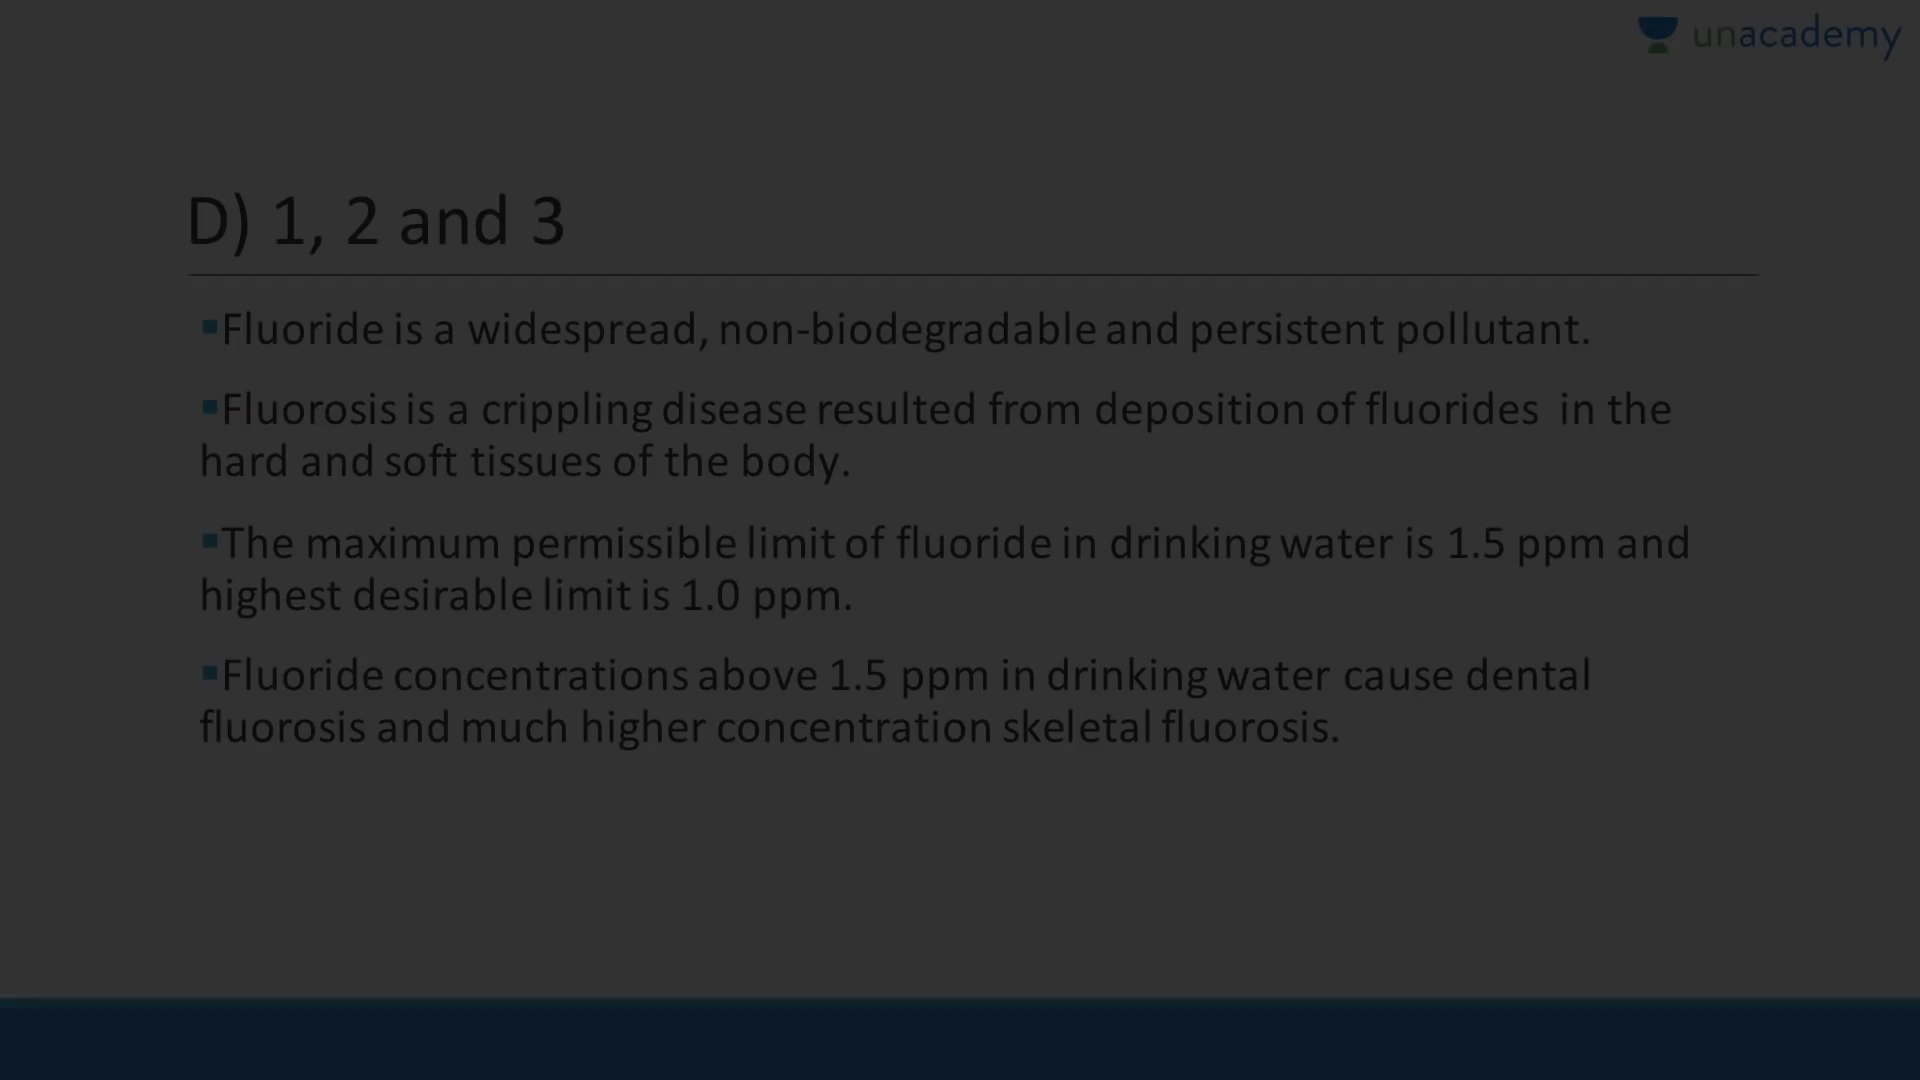 unacademy
D) 1, 2 and 3
▪Fluoride is a widespread, non-biodegradable and persistent pollutant.
▪Fluorosis is a crippling disease resulted from deposition of fluorides in the
hard and soft tissues of the body.
▪The maximum permissible limit of fluoride in drinking water is 1.5 ppm and
highest desirable limit is 1.0 ppm.
▪Fluoride concentrations above 1.5 ppm in drinking water cause dental
fluorosis and much higher concentration skeletal fluorosis.